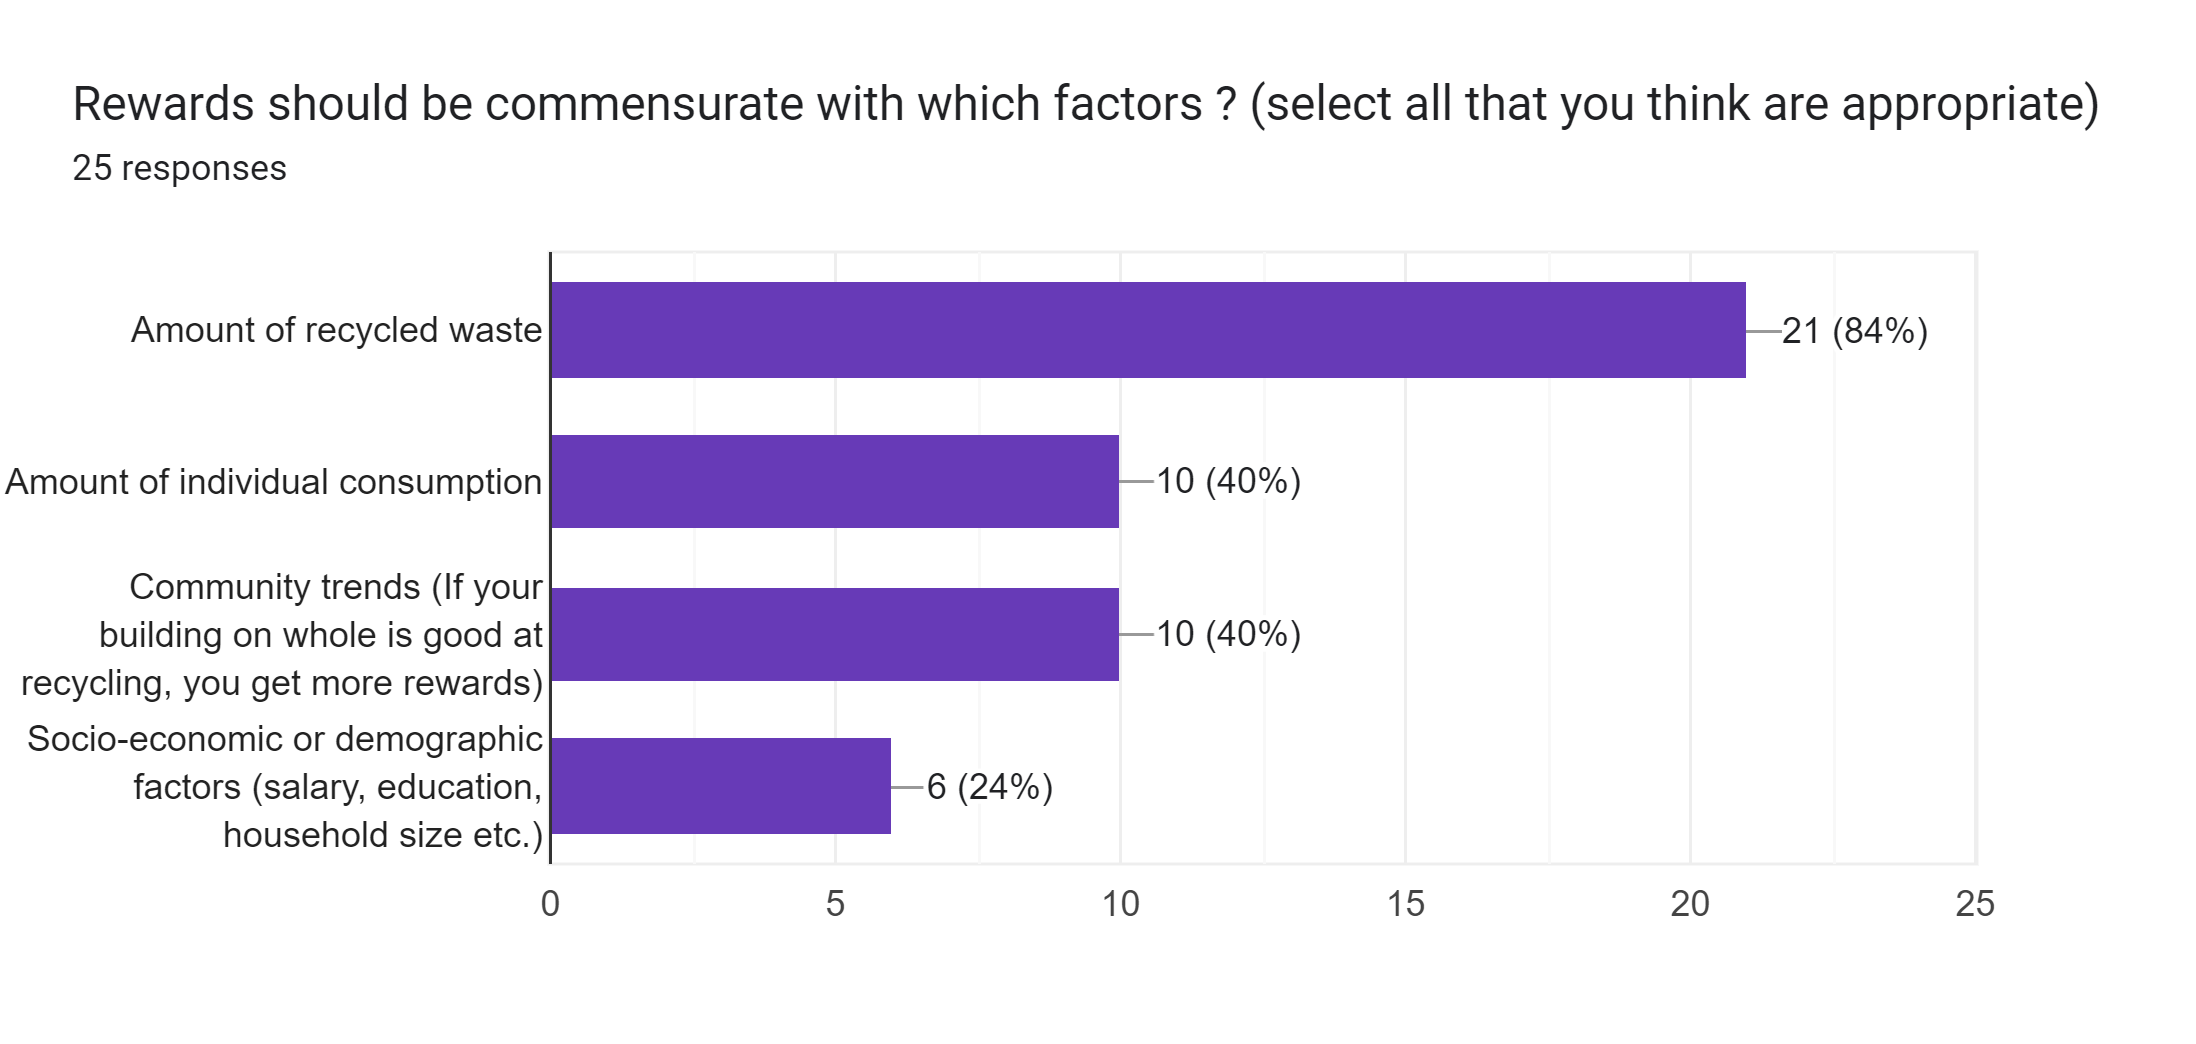 Rewards should be commensurate with which factors ? (select all that you think are appropriate)
25 responses
Amount of recycled waste
21 (84%)
Amount of individual consumption
10 (40%)
Community trends (If your
building on whole is good at
recycling, you get more rewards)
10 (40%)
Socio-economic or demographic
factors (salary, education,
household size etc.)
6 (24%)
0 5 10 15 20 25